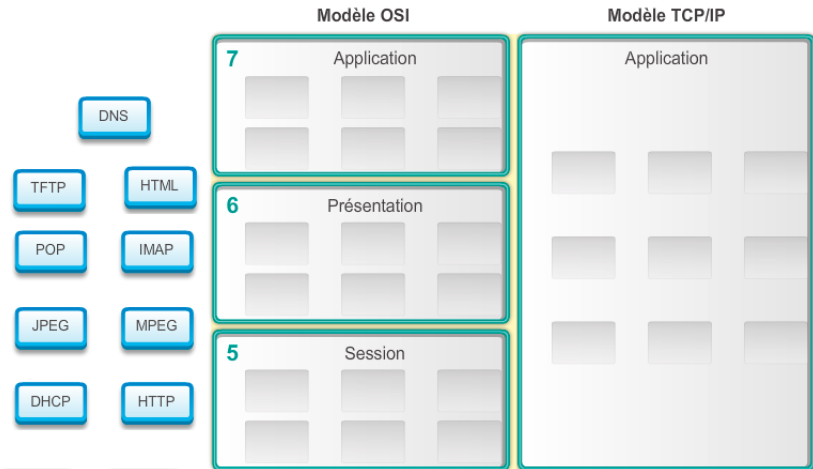 Modèle OSI
Modèle TCP/IP
7
Application
Application
DNS
TFTP
HTML
6
Présentation
POP
IMAP
JPEG
MPEG
5
Session
DHCP
HTTP